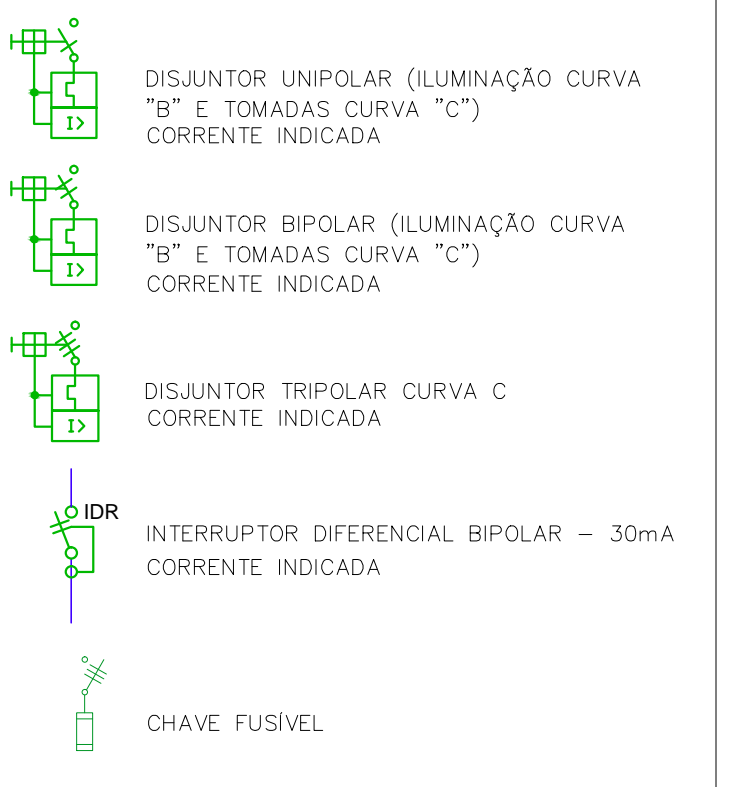 I>
DISJUNTOR UNIPOLAR (ILUMINAÇÃO CURVA
"B" E TOMADAS CURVA "C")
CORRENTE INDICADA
I>
DISJUNTOR BIPOLAR (ILUMINAÇÃO CURVA
"B" E TOMADAS CURVA "C")
CORRENTE INDICADA
I>
DISJUNTOR TRIPOLAR CURVA C
CORRENTE INDICADA
IDR
INTERRUPTOR DIFERENCIAL BIPOLAR – 30mA
CORRENTE INDICADA
CHAVE FUSÍVEL